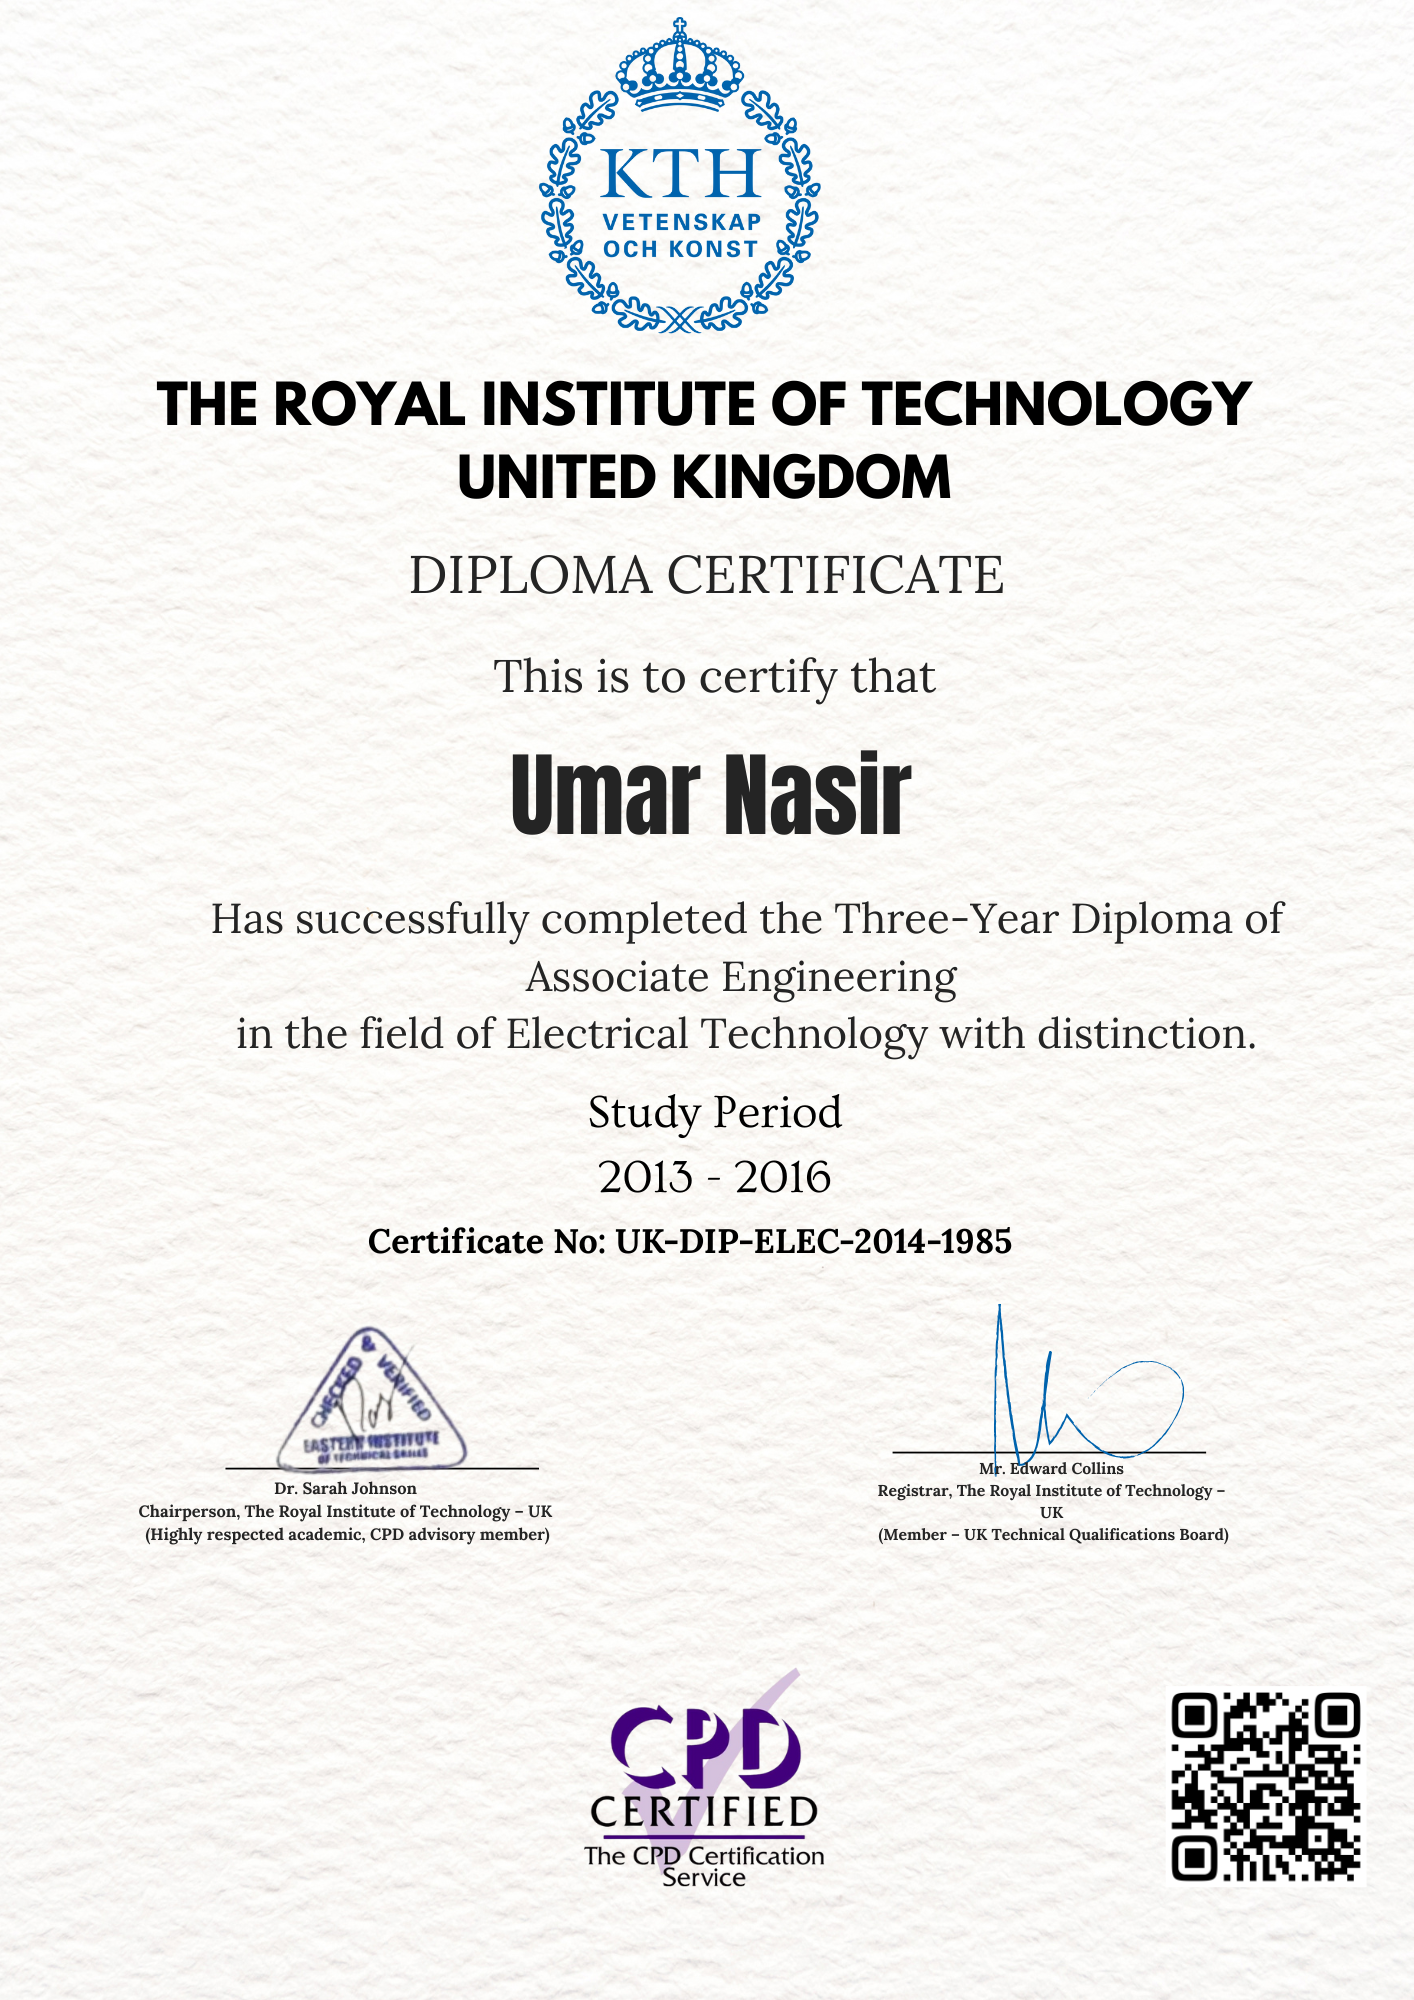 KTH
VETENSKAP
OCH KONST
THE ROYAL INSTITUTE OF TECHNOLOGY
UNITED KINGDOM
DIPLOMA CERTIFICATE
This is to certify that
Umar Nasir
Has successfully completed the Three-Year Diploma of
Associate Engineering
in the field of Electrical Technology with distinction.
Study Period
2013 - 2016
Certificate No: UK-DIP-ELEC-2014-1985
CHECKED & VERIFIED
EASTERN INSTITUTE
OF TECHNICAL SKILLS
Dr. Sarah Johnson
Chairperson, The Royal Institute of Technology – UK
(Highly respected academic, CPD advisory member)
Mr. Edward Collins
Registrar, The Royal Institute of Technology –
UK
(Member – UK Technical Qualifications Board)
CPD
CERTIFIED
The CPD Certification
Service